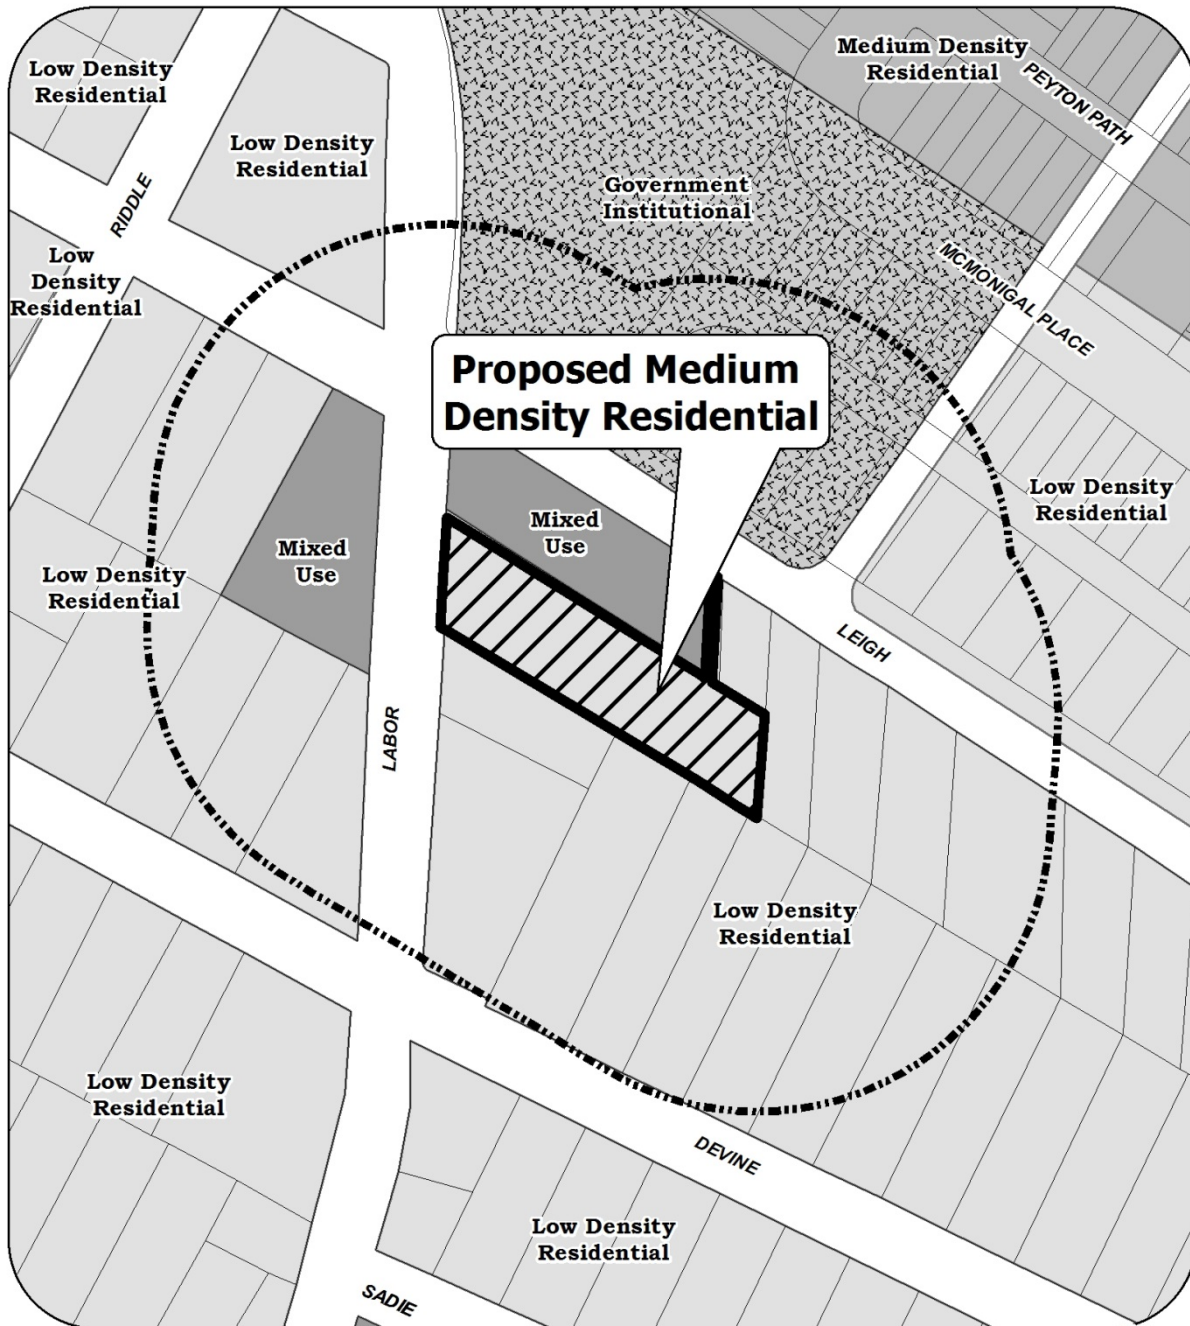 Medium Density
Residential
PEYTON PATH
Low Density
Residential
Low Density
Residential
RIDDLE
Government
Institutional
MCMONIGAL PLACE
Low
Density
Residential
Proposed Medium
Density Residential
Low Density
Residential
Mixed
Use
Mixed
Use
Low Density
Residential
LEIGH
LABOR
Low Density
Residential
Low Density
Residential
DEVINE
Low Density
Residential
SADIE